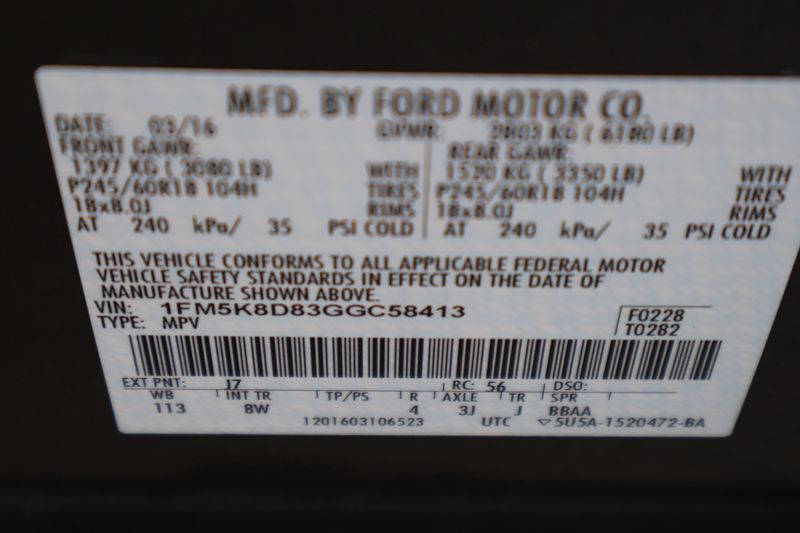 MFD. BY FORD MOTOR CO.
DATE: 03/16 GVWR: 2803 KG ( 6180 LB)
FRONT GAWR: REAR GAWR:
1397 KG ( 3080 LB) WITH 1520 KG ( 3350 LB) WITH
P245/60R18 104H TIRES P245/60R18 104H TIRES
18x8.0J RIMS 18x8.0J RIMS
AT 240 kPa/ 35 PSI COLD AT 240 kPa/ 35 PSI COLD
THIS VEHICLE CONFORMS TO ALL APPLICABLE FEDERAL MOTOR
VEHICLE SAFETY STANDARDS IN EFFECT ON THE DATE OF
MANUFACTURE SHOWN ABOVE.
VIN: 1FM5K8D83GGC58413 F0228
TYPE: MPV T0282
EXT PNT: J7 RC: 56 DSO:
WB INT TR TP/PS R AXLE TR SPR
113 8W 4 3J J BBAA
1201603106523 UTC ▽5U5A-1520472-BA